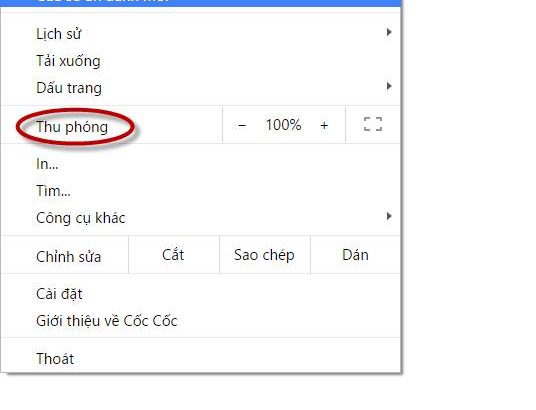 Lịch sử
Tải xuống
Dấu trang
Thu phóng − 100% +
In...
Tìm...
Công cụ khác
Chỉnh sửa Cắt Sao chép Dán
Cài đặt
Giới thiệu về Cốc Cốc
Thoát